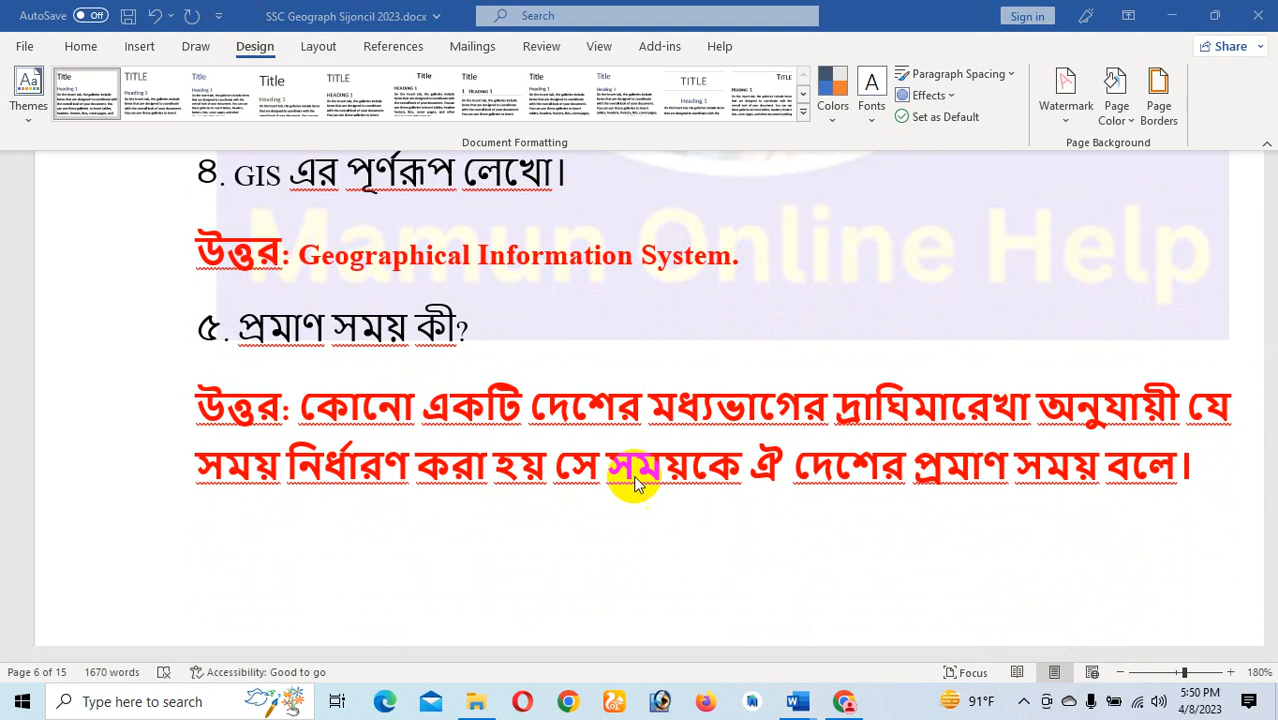 AutoSave Off SSC Geograph Sijoncil 2023.docx Search Sign in
File Home Insert Draw Design Layout References Mailings Review View Add-ins Help Share
Themes Colors Fonts Paragraph Spacing Effects Set as Default Watermark Page Color Page Borders
Document Formatting Page Background
৪. GIS এর পূর্ণরূপ লেখো।
Mamun Online Help
উত্তর: Geographical Information System.
৫. প্রমাণ সময় কী?
উত্তর: কোনো একটি দেশের মধ্যভাগের দ্রাঘিমারেখা অনুযায়ী যে
সময় নির্ধারণ করা হয় সে সময়কে ঐ দেশের প্রমাণ সময় বলে।
Page 6 of 15 1670 words Accessibility: Good to go Focus 180%
Type here to search 91°F 5:50 PM
4/8/2023